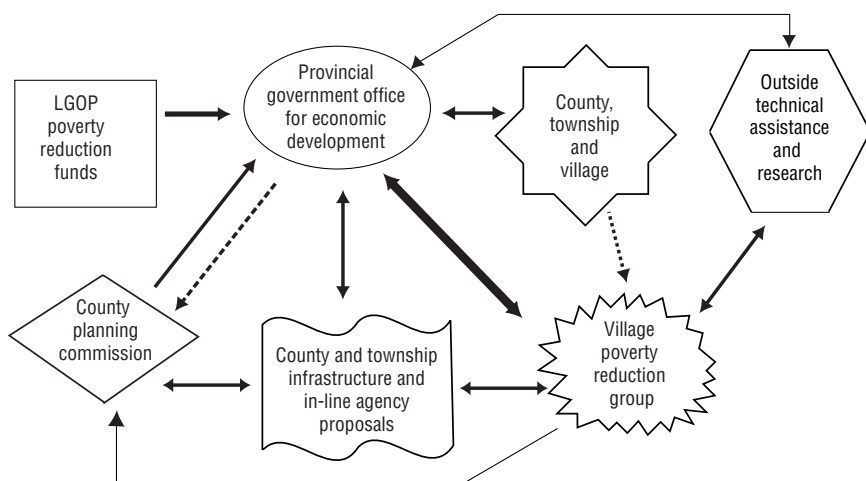 LGOP
poverty
reduction
funds
Provincial
government office
for economic
development
County,
township
and
village
Outside
technical
assistance
and
research
County
planning
commission
County and township
infrastructure and
in-line agency
proposals
Village
poverty
reduction
group